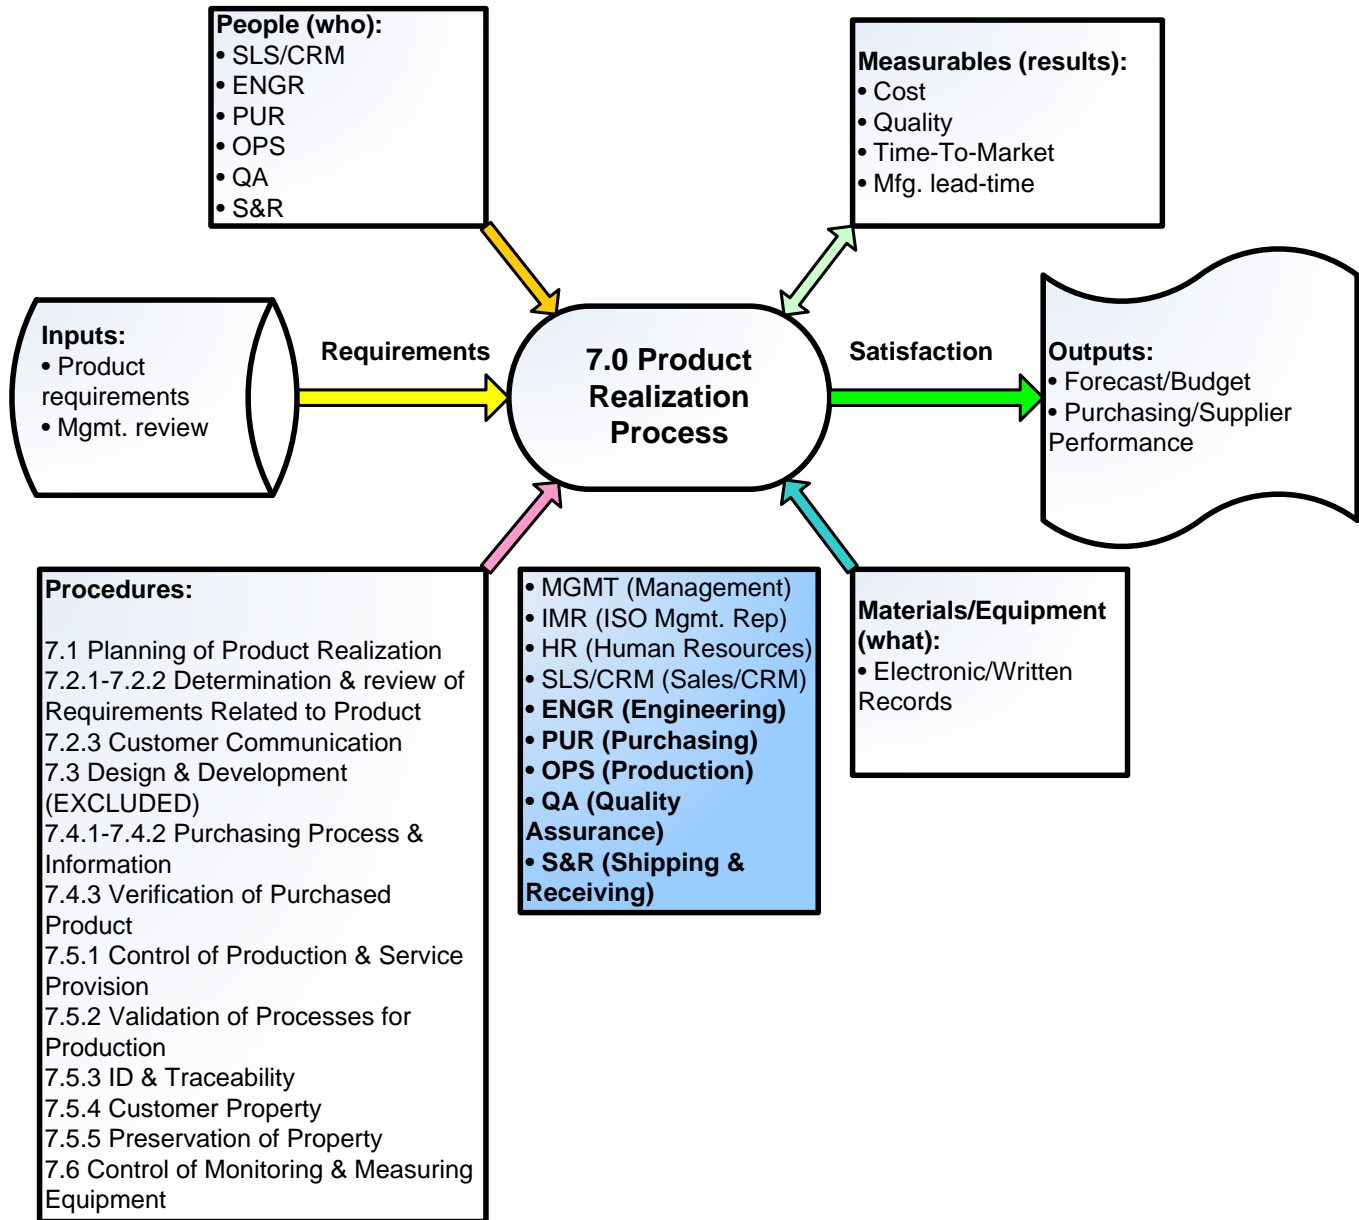 People (who):
• SLS/CRM
• ENGR
• PUR
• OPS
• QA
• S&R
Measurables (results):
• Cost
• Quality
• Time-To-Market
• Mfg. lead-time
Inputs:
• Product
requirements
• Mgmt. review
Requirements
7.0 Product
Realization
Process
Satisfaction
Outputs:
• Forecast/Budget
• Purchasing/Supplier
Performance
Procedures:
7.1 Planning of Product Realization
7.2.1-7.2.2 Determination & review of
Requirements Related to Product
7.2.3 Customer Communication
7.3 Design & Development
(EXCLUDED)
7.4.1-7.4.2 Purchasing Process &
Information
7.4.3 Verification of Purchased
Product
7.5.1 Control of Production & Service
Provision
7.5.2 Validation of Processes for
Production
7.5.3 ID & Traceability
7.5.4 Customer Property
7.5.5 Preservation of Property
7.6 Control of Monitoring & Measuring
Equipment
• MGMT (Management)
• IMR (ISO Mgmt. Rep)
• HR (Human Resources)
• SLS/CRM (Sales/CRM)
• ENGR (Engineering)
• PUR (Purchasing)
• OPS (Production)
• QA (Quality
Assurance)
• S&R (Shipping &
Receiving)
Materials/Equipment
(what):
• Electronic/Written
Records